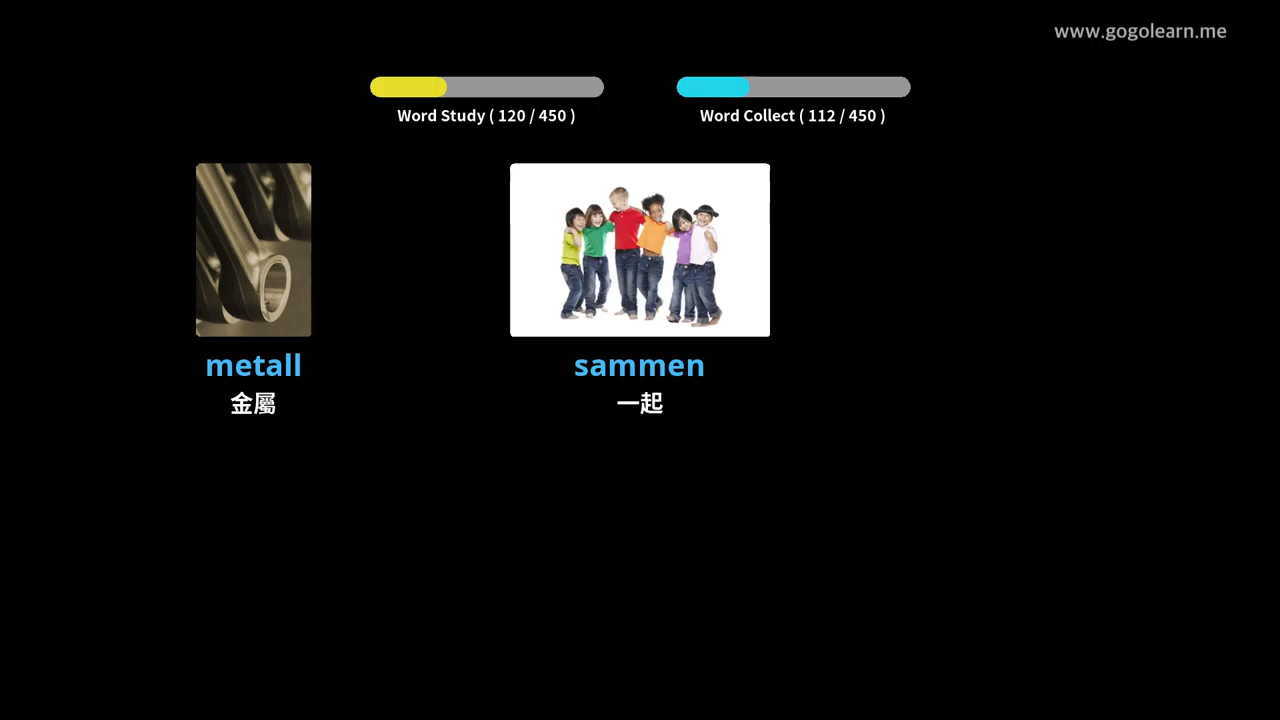 www.gogolearn.me
Word Study ( 120 / 450 )
Word Collect ( 112 / 450 )
metall
金屬
sammen
一起